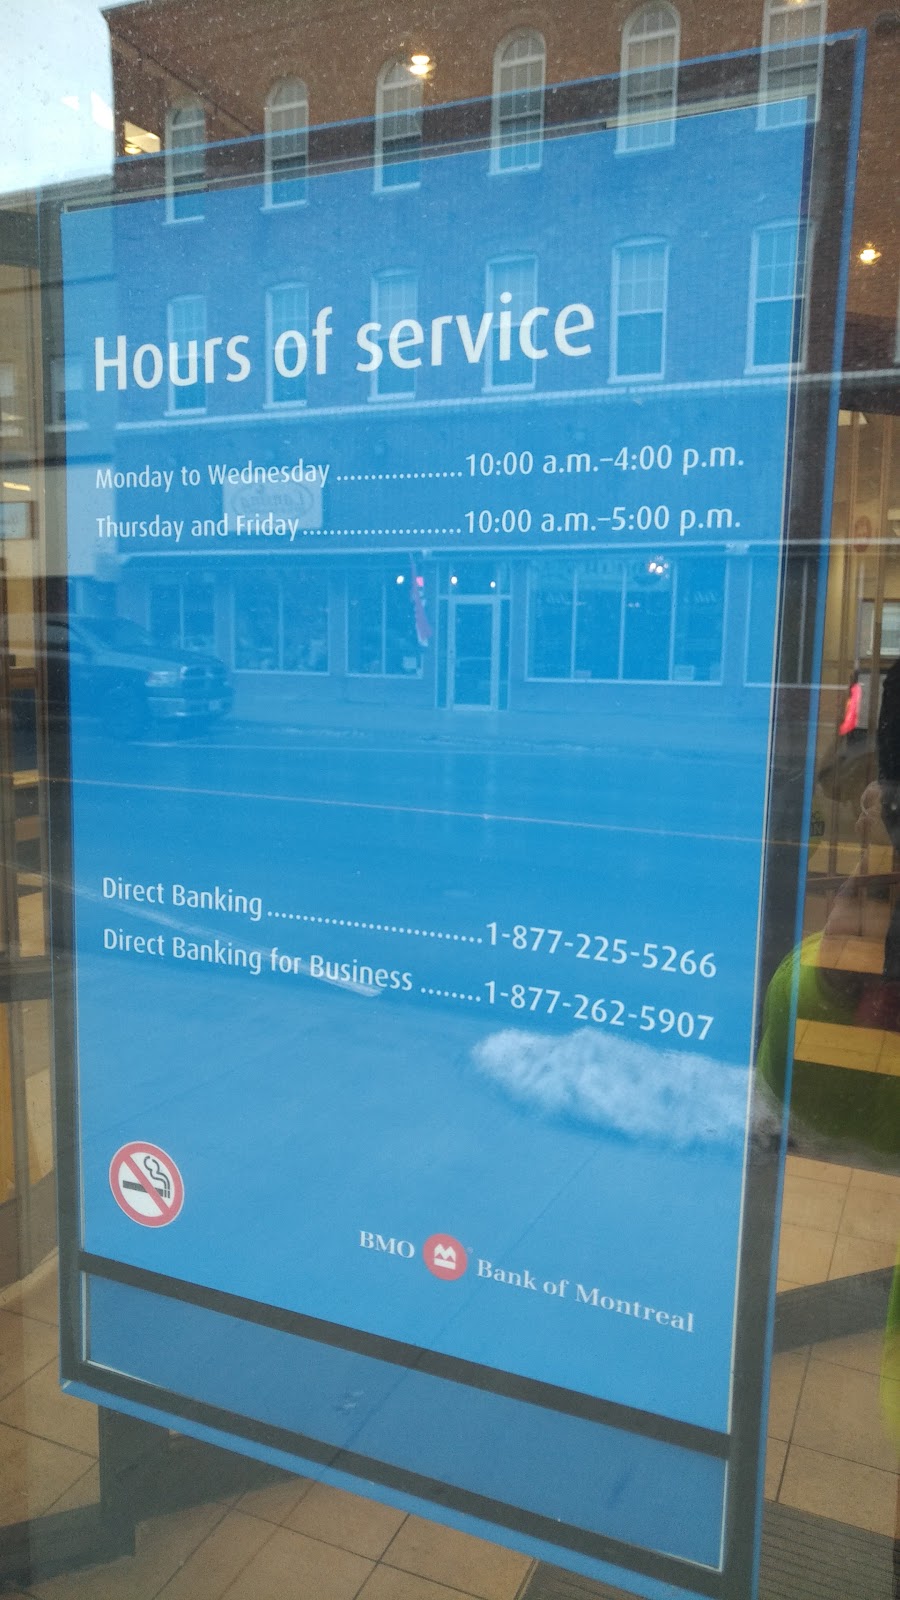 Hours of service
Monday to Wednesday ..................10:00 a.m.–4:00 p.m.
Thursday and Friday......................10:00 a.m.–5:00 p.m.
Direct Banking...............................1-877-225-5266
Direct Banking for Business ........1-877-262-5907
BMO Bank of Montreal